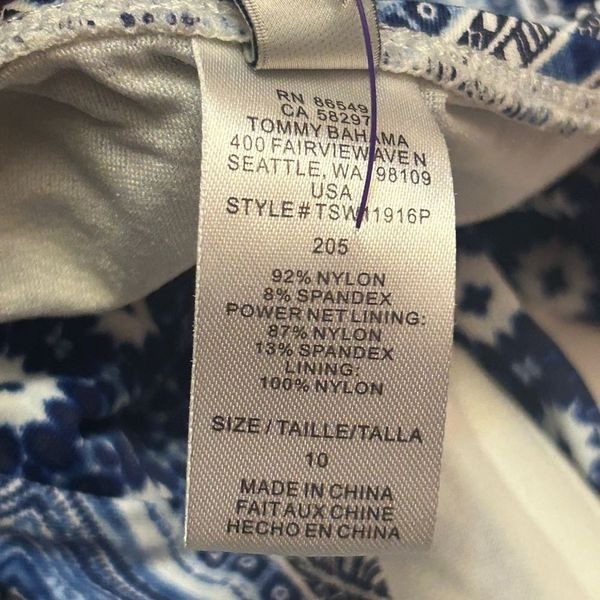 RN 86549
CA 58297
TOMMY BAHAMA
400 FAIRVIEW AVE N
SEATTLE, WA 98109
USA
STYLE# TSW11916P
205
92% NYLON
8% SPANDEX
POWER NET LINING:
87% NYLON
13% SPANDEX
LINING:
100% NYLON
SIZE/TAILLE/TALLA
10
MADE IN CHINA
FAIT AUX CHINE
HECHO EN CHINA